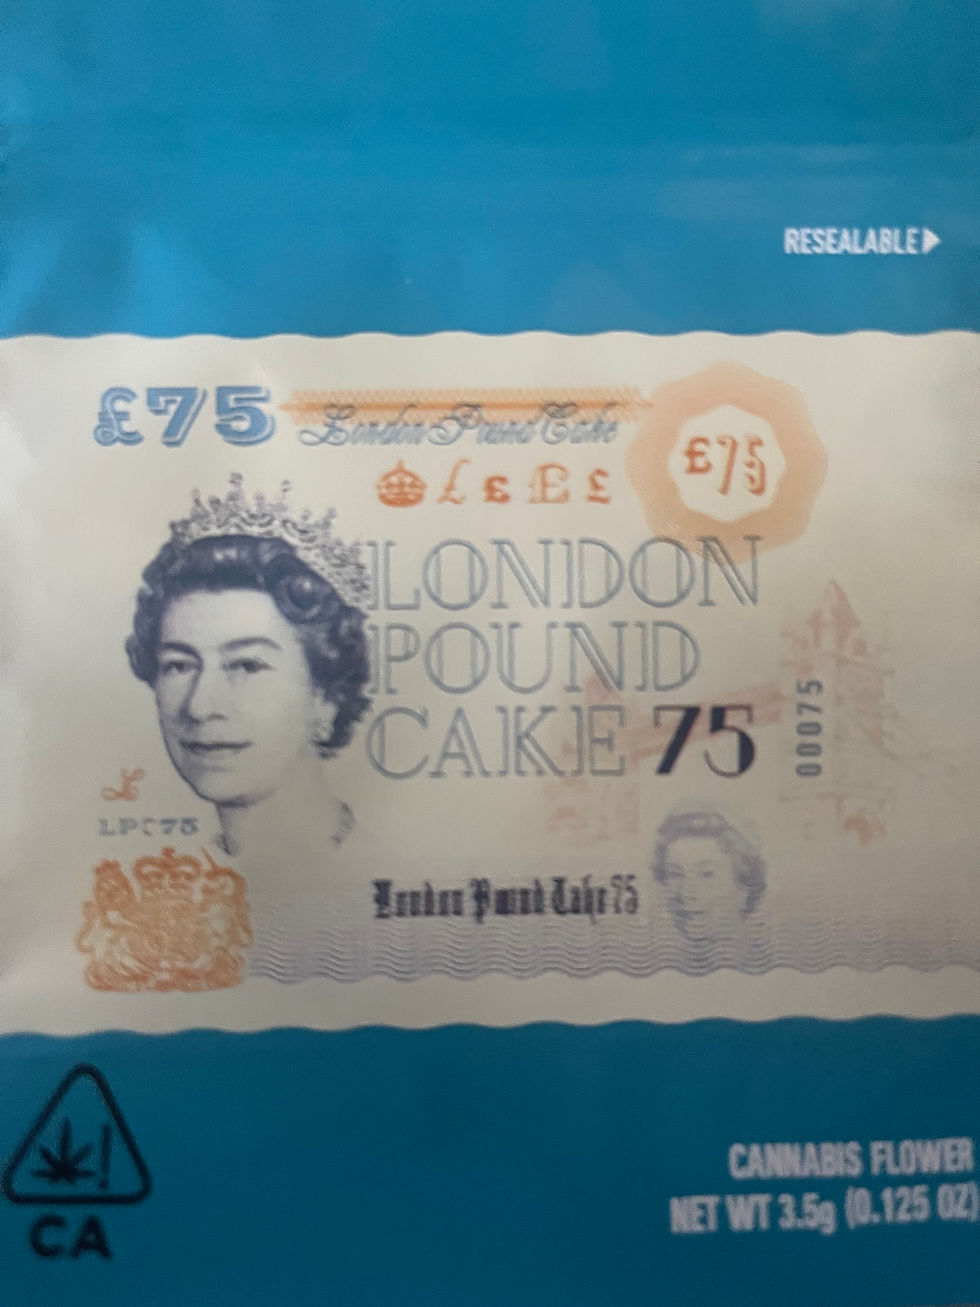 RESEALABLE
£75
London Pound Cake
£75
£ £ £ £
LONDON
POUND
CAKE 75
00075
£
LPC75
London Pound Cake 75
CANNABIS FLOWER
NET WT 3.5g (0.125 OZ)
!
CA